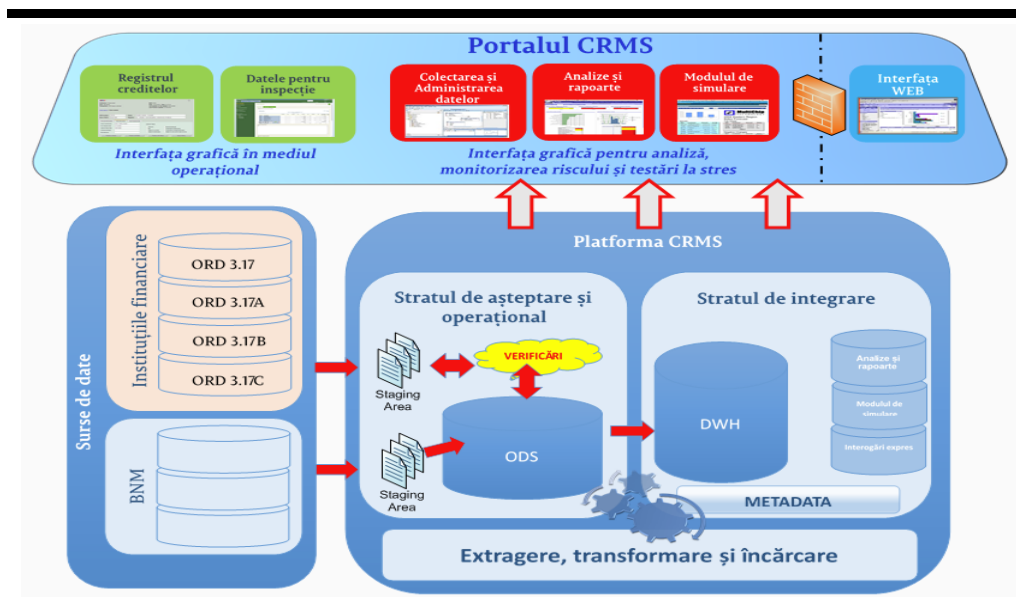 Portalul CRMS
Registrul
creditelor
Datele pentru
inspecție
Colectarea și
Administrarea
datelor
Analize și
rapoarte
Modulul de
simulare
Interfața
WEB
Interfața grafică în mediul
operațional
Interfața grafică pentru analiză,
monitorizarea riscului și testări la stres
Surse de date
Instituțiile financiare
ORD 3.17
ORD 3.17A
ORD 3.17B
ORD 3.17C
BNM
Platforma CRMS
Stratul de așteptare și
operațional
Staging
Area
VERIFICĂRI
Staging
Area
ODS
Stratul de integrare
DWH
Analize și
rapoarte
Modulul de
simulare
Interogări expres
METADATA
Extragere, transformare și încărcare